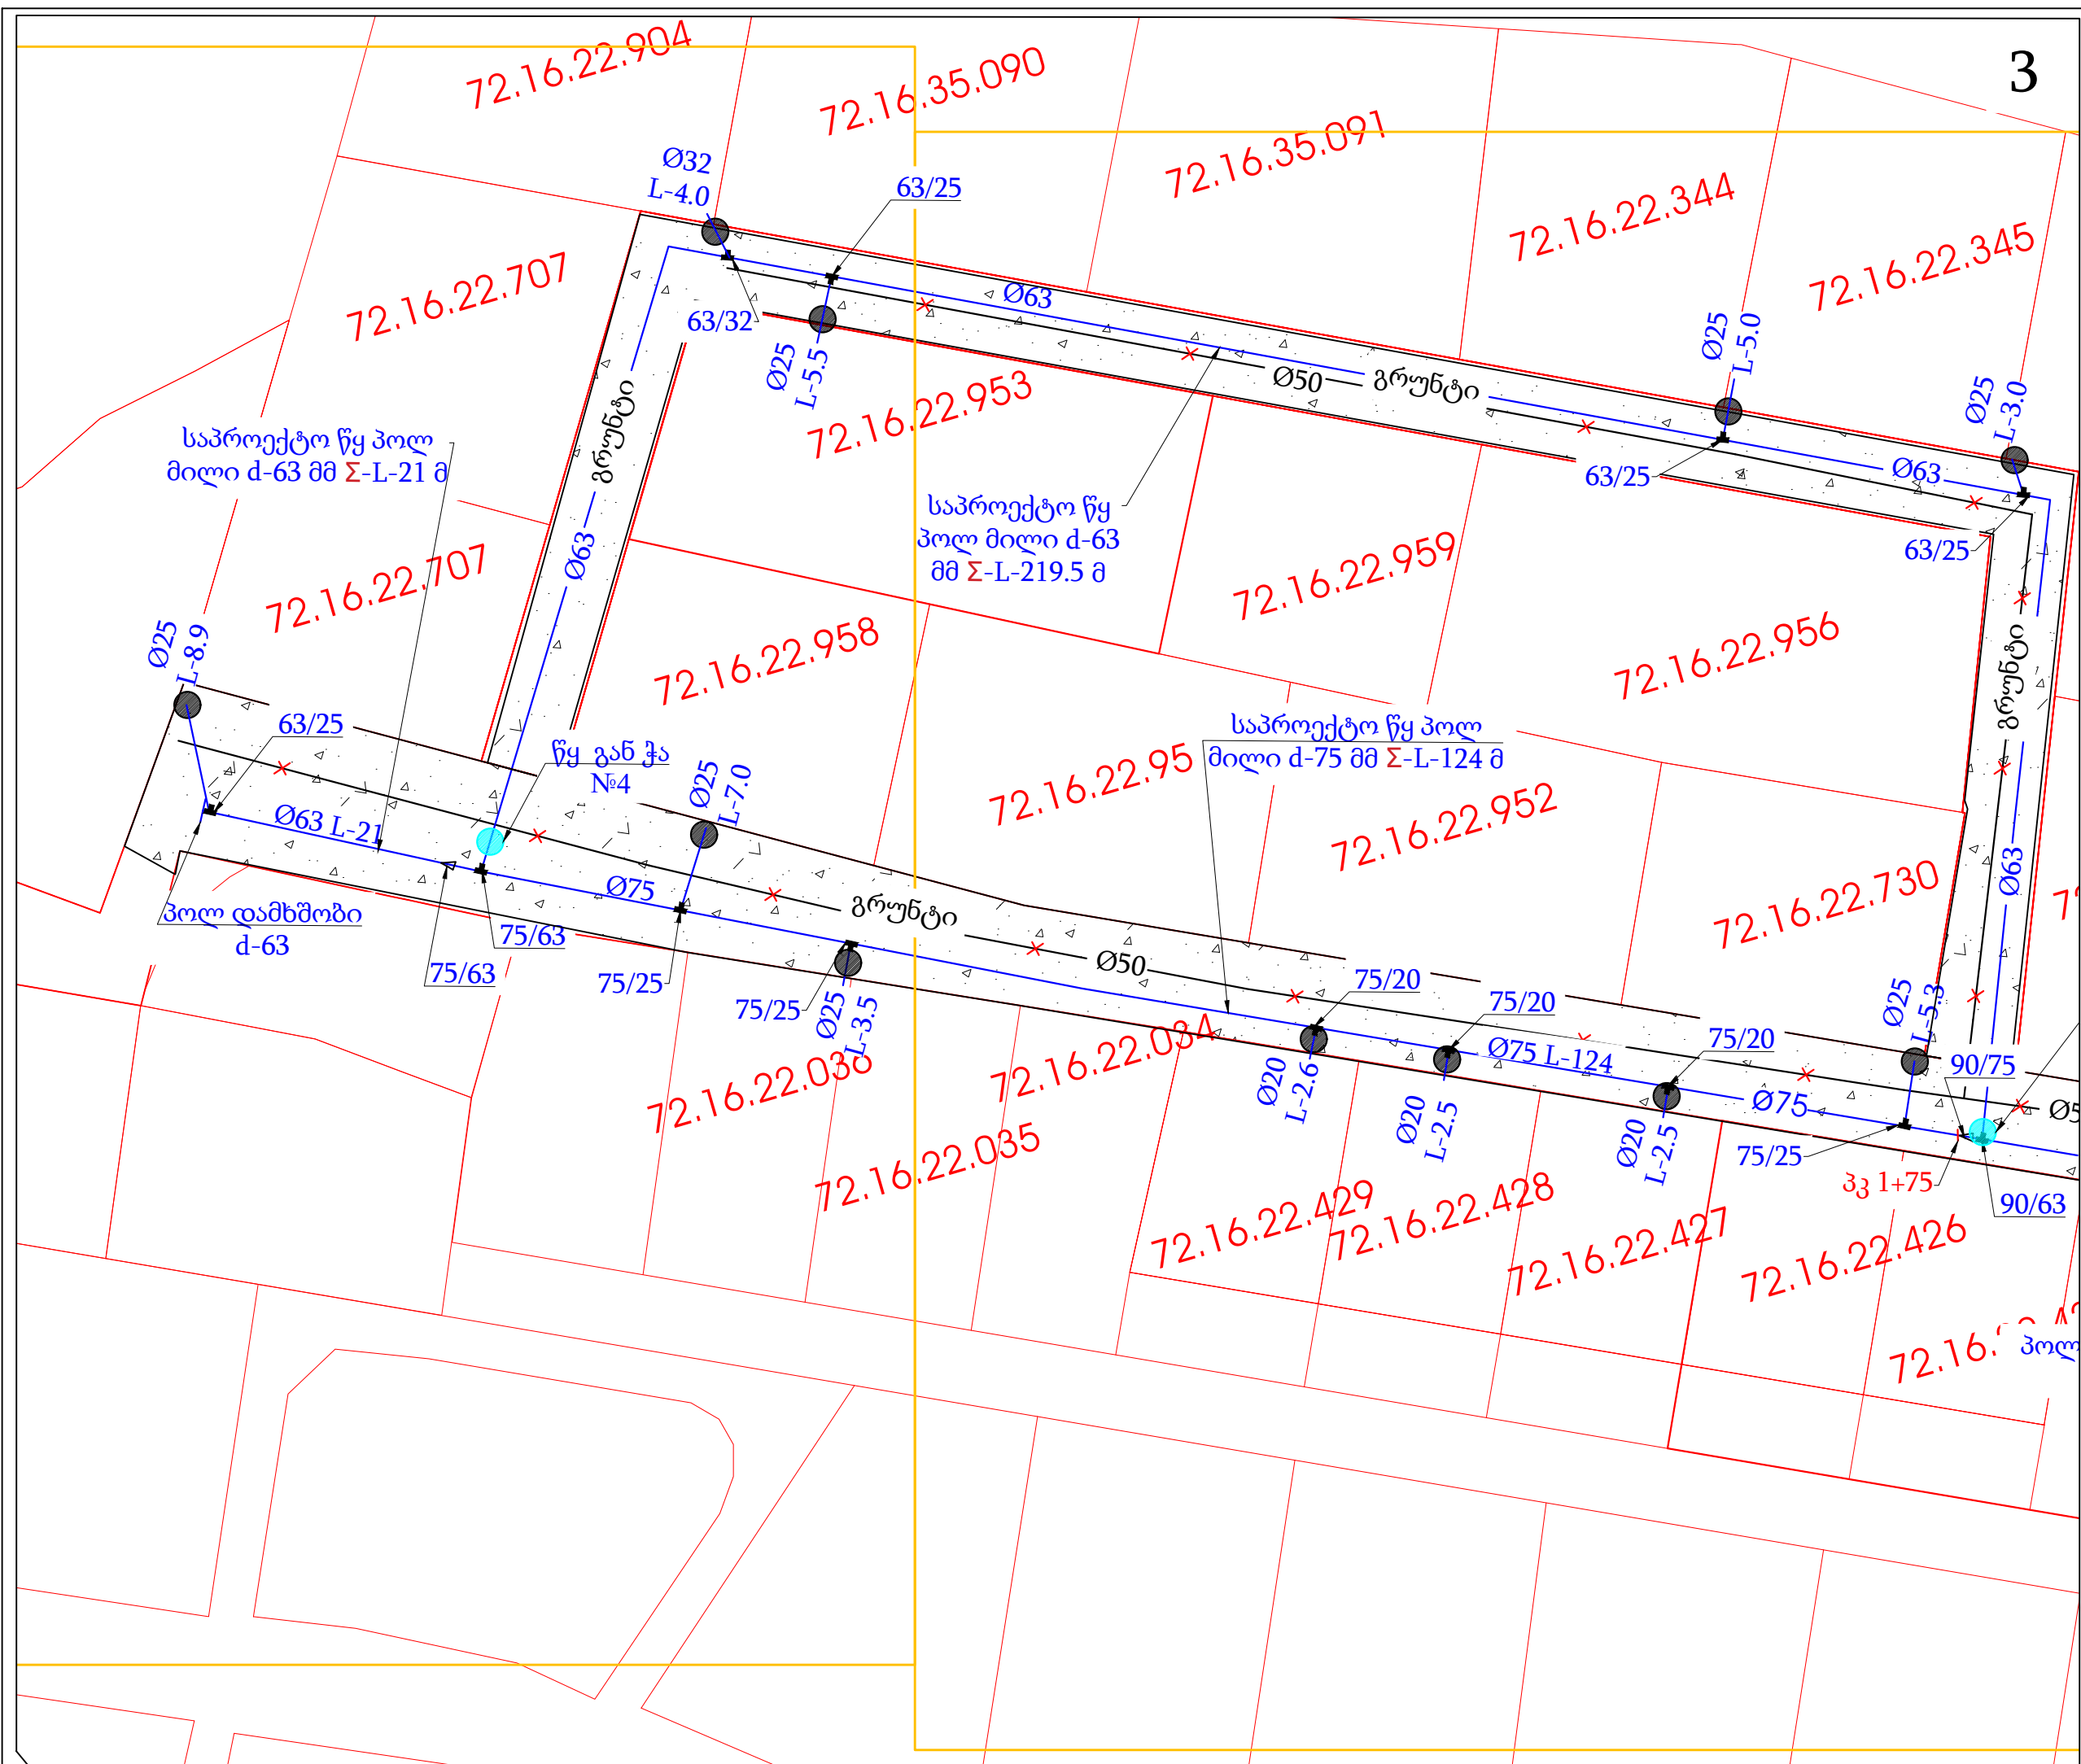 3
72.16.22.904
72.16.35.090
72.16.35.091
72.16.22.344
72.16.22.345
Ø32
L-4.0
63/25
72.16.22.707
63/32
Ø63
Ø25
L-5.5
Ø50
გრუნტი
Ø25
L-5.0
Ø25
L-3.0
72.16.22.953
გრუნტი
63/25
Ø63
63/25
საპროექტო წყ პოლ
მილი d-63 მმ Σ-L-21 მ
საპროექტო წყ
პოლ მილი d-63
მმ Σ-L-219.5 მ
Ø63
72.16.22.707
72.16.22.959
72.16.22.956
გრუნტი
Ø25
L-8.9
72.16.22.958
63/25
წყ გან ჭა
№4
Ø25
L-7.0
72.16.22.95
საპროექტო წყ პოლ
მილი d-75 მმ Σ-L-124 მ
72.16.22.952
Ø63 L-21
Ø75
გრუნტი
72.16.22.730
Ø63
პოლ დამხშობი
d-63
75/63
75/63
75/25
75/25
Ø25
L-3.5
Ø50
75/20
75/20
75/20
Ø25
L-5.3
90/75
72.16.22.036
72.16.22.034
72.16.22.035
Ø20
L-2.6
Ø75 L-124
Ø20
L-2.5
Ø75
Ø20
L-2.5
75/25
პკ 1+75
90/63
72.16.22.429
72.16.22.428
72.16.22.427
72.16.22.426
72.16.
პოლ